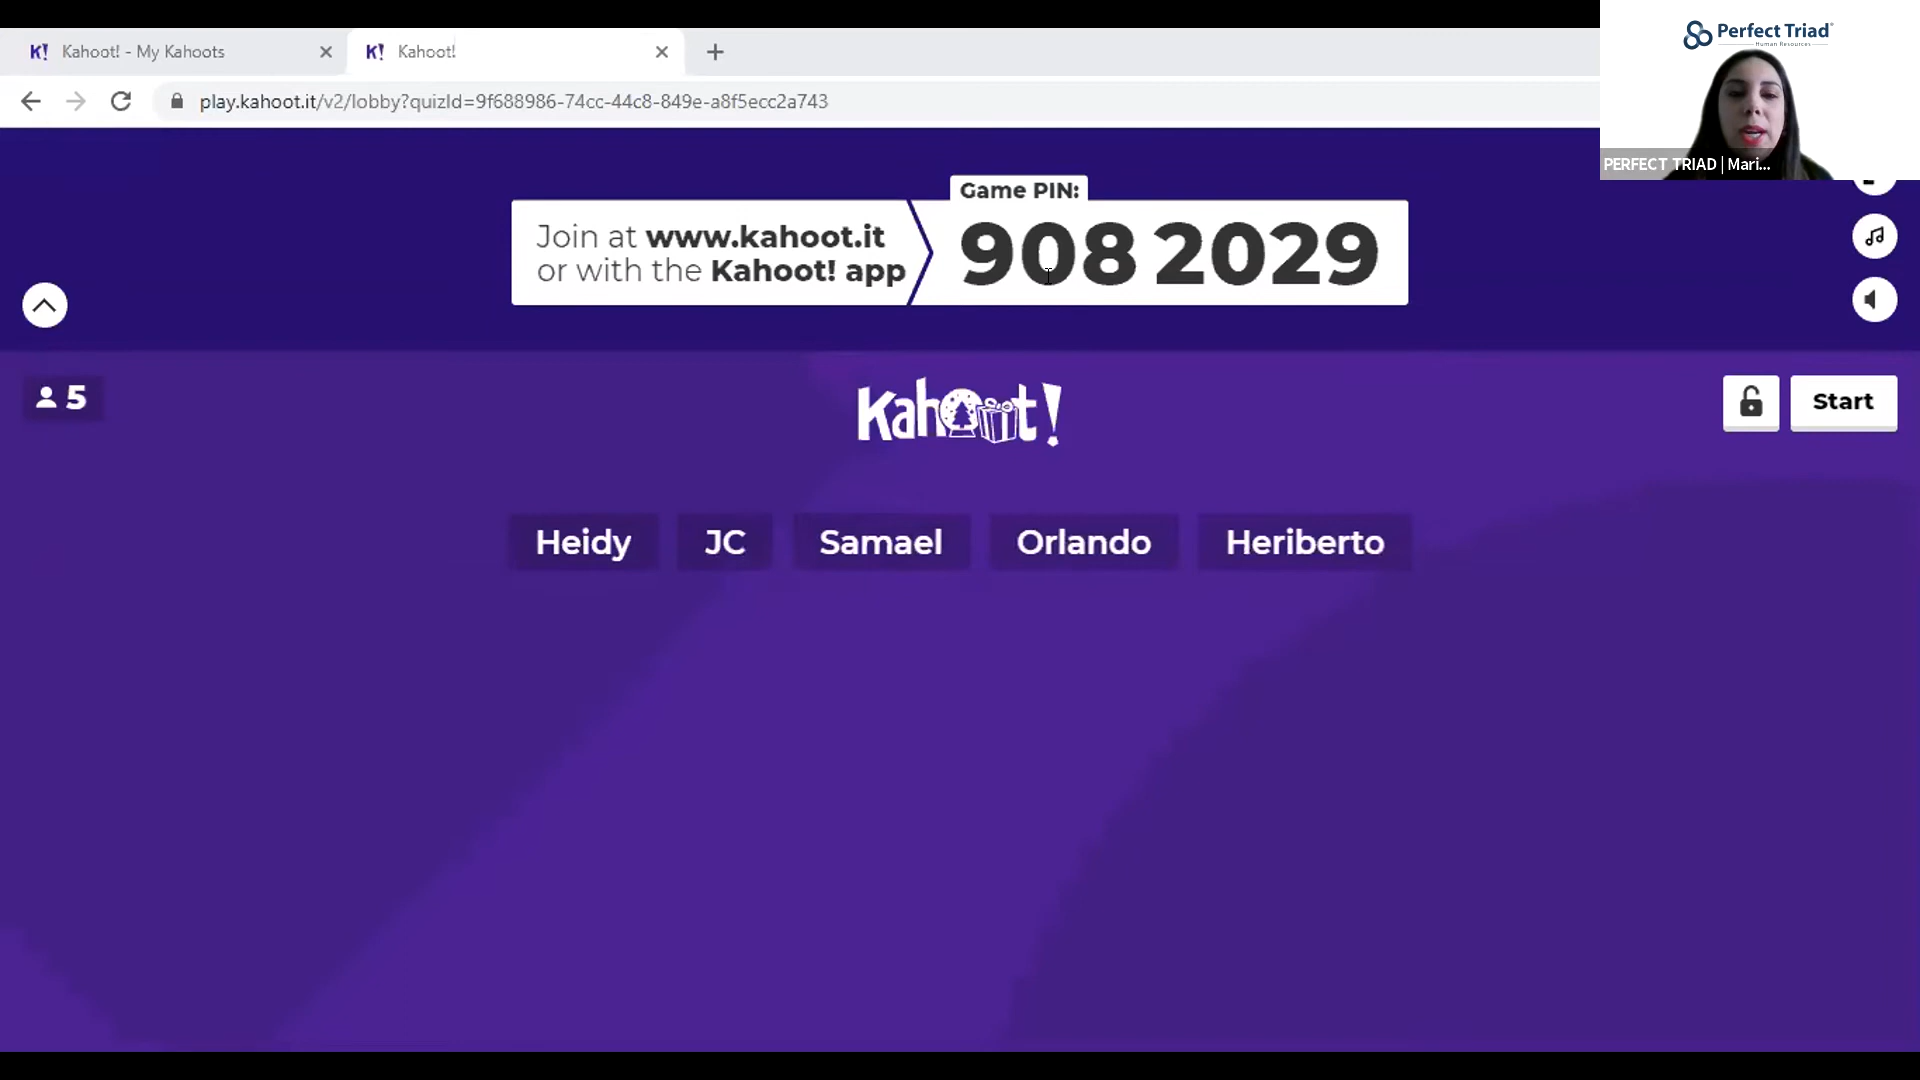 Perfect Triad
Human Resources
PERFECT TRIAD | Mari...
K! Kahoot! - My Kahoots
K! Kahoot!
play.kahoot.it/v2/lobby?quizId=9f688986-74cc-44c8-849e-a8f5ecc2a743
Game PIN:
Join at www.kahoot.it
or with the Kahoot! app
908 2029
5
Kahoot!
Start
Heidy JC Samael Orlando Heriberto